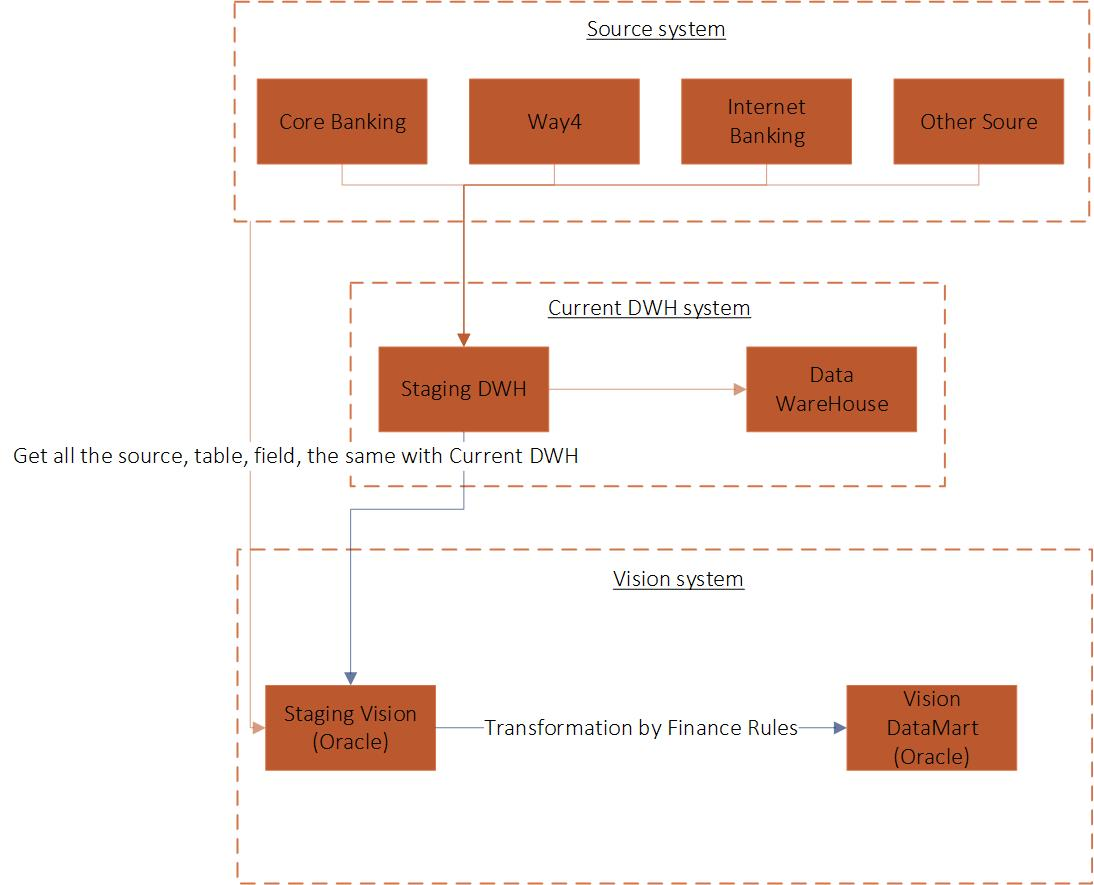 Source system
Core Banking
Way4
Internet
Banking
Other Soure
Current DWH system
Staging DWH
Data
WareHouse
Get all the source, table, field, the same with Current DWH
Vision system
Staging Vision
(Oracle)
Transformation by Finance Rules
Vision
DataMart
(Oracle)